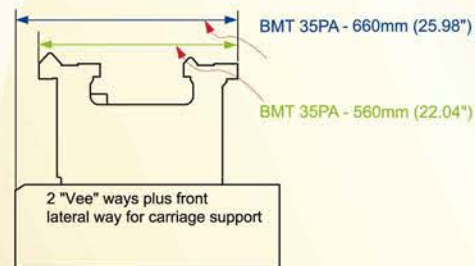 BMT 35PA - 660mm (25.98")
BMT 35PA - 560mm (22.04")
2 "Vee" ways plus front
lateral way for carriage support